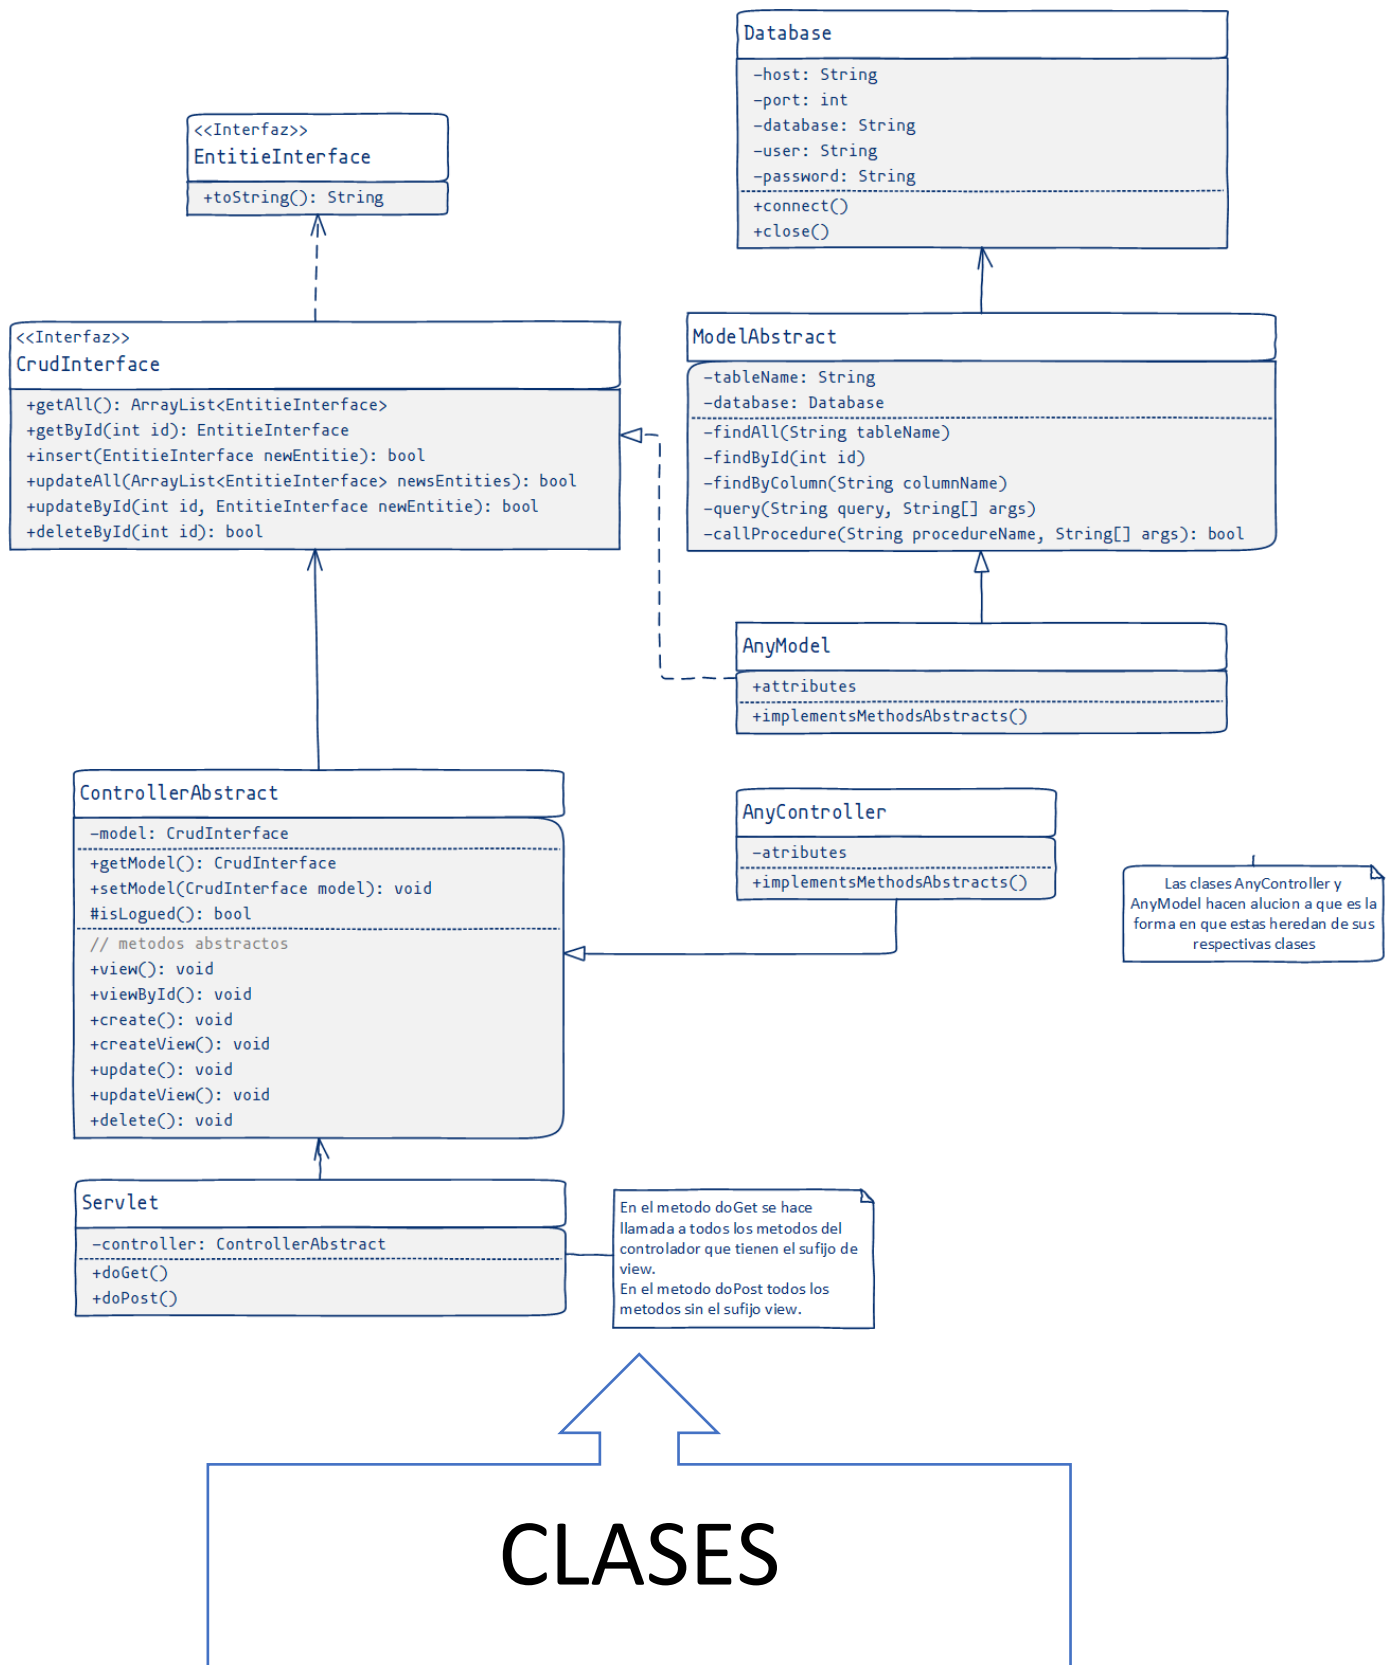 Database
-host: String
-port: int
-database: String
-user: String
-password: String
+connect()
+close()
<<Interfaz>>
EntitieInterface
+toString(): String
<<Interfaz>>
CrudInterface
+getAll(): ArrayList<EntitieInterface>
+getById(int id): EntitieInterface
+insert(EntitieInterface newEntitie): bool
+updateAll(ArrayList<EntitieInterface> newsEntities): bool
+updateById(int id, EntitieInterface newEntitie): bool
+deleteById(int id): bool
ModelAbstract
-tableName: String
-database: Database
-findAll(String tableName)
-findById(int id)
-findByColumn(String columnName)
-query(String query, String[] args)
-callProcedure(String procedureName, String[] args): bool
AnyModel
+attributes
+implementsMethodsAbstracts()
ControllerAbstract
-model: CrudInterface
+getModel(): CrudInterface
+setModel(CrudInterface model): void
#isLogued(): bool
// metodos abstractos
+view(): void
+viewById(): void
+create(): void
+createView(): void
+update(): void
+updateView(): void
+delete(): void
AnyController
-atributes
+implementsMethodsAbstracts()
Las clases AnyController y
AnyModel hacen alucion a que es la
forma en que estas heredan de sus
respectivas clases
Servlet
-controller: ControllerAbstract
+doGet()
+doPost()
En el metodo doGet se hace
llamada a todos los metodos del
controlador que tienen el sufijo de
view.
En el metodo doPost todos los
metodos sin el sufijo view.
CLASES